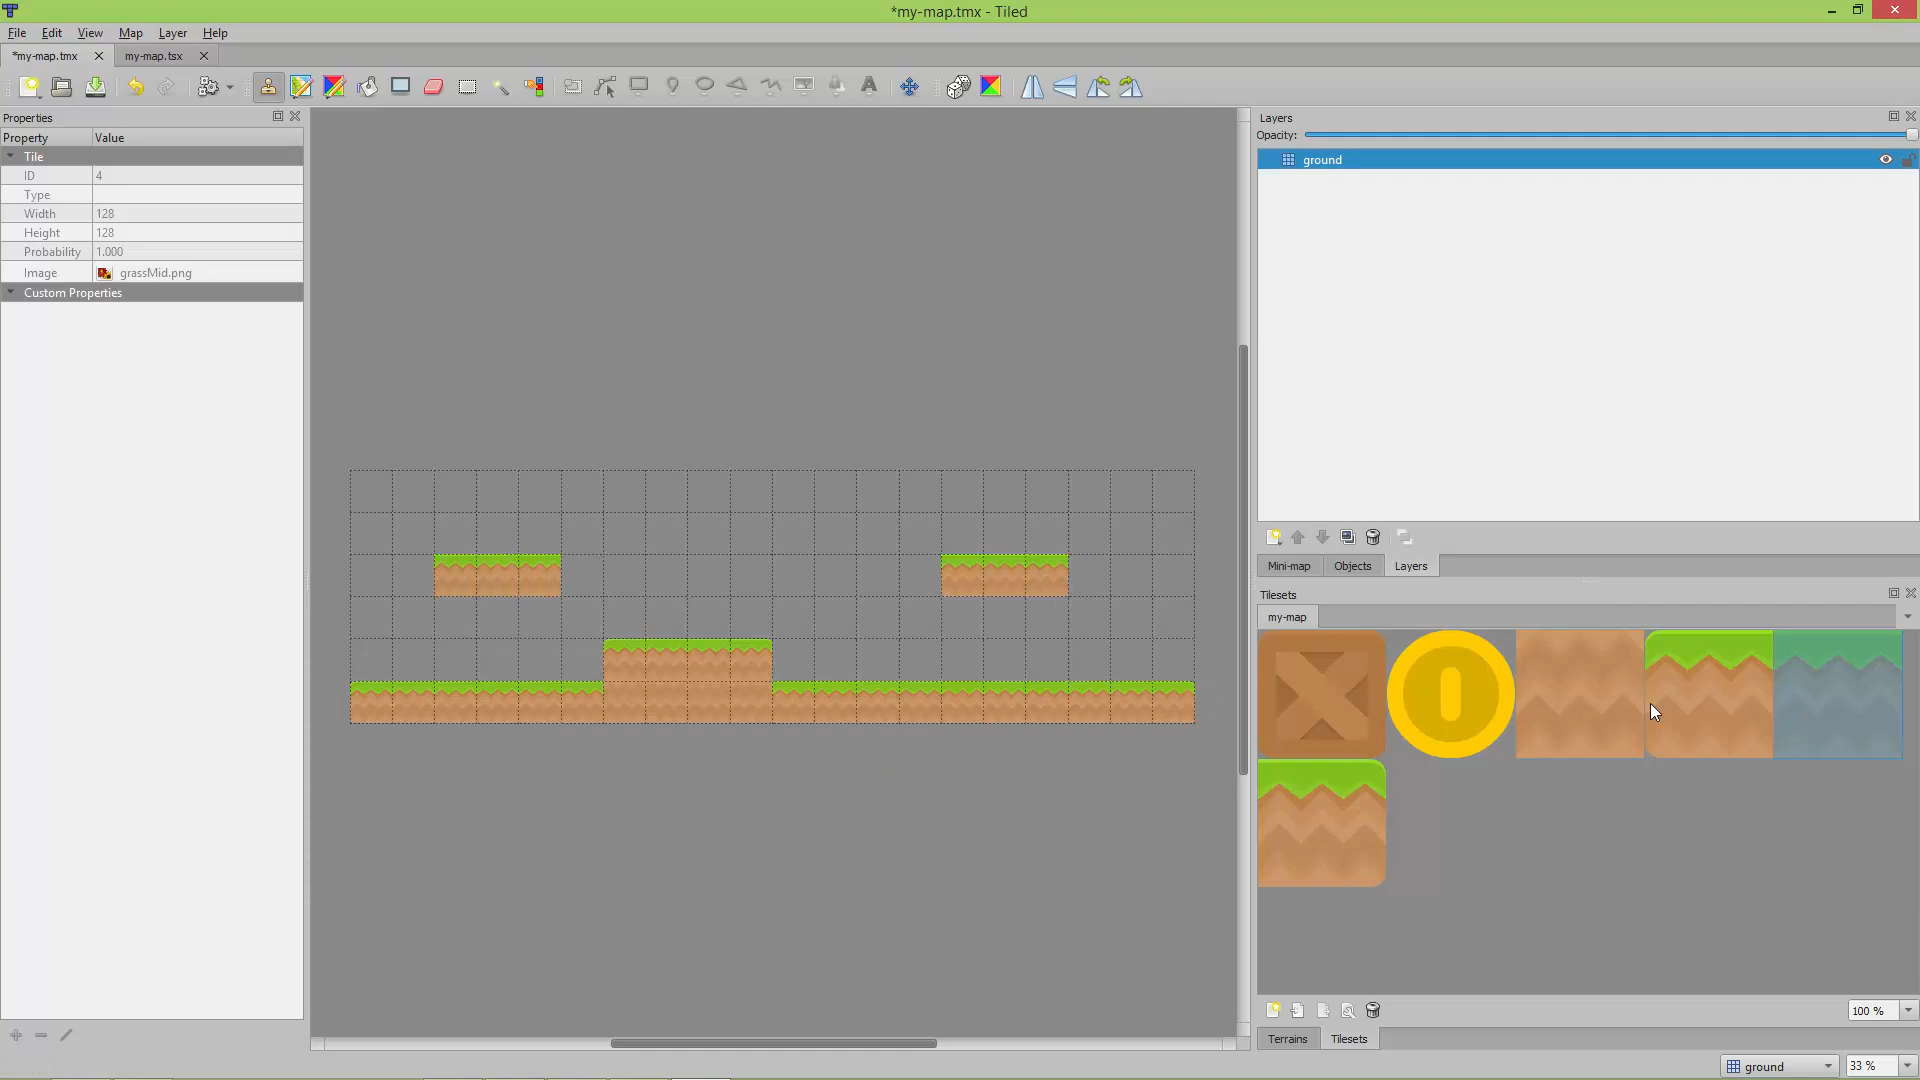 *my-map.tmx - Tiled
File Edit View Map Layer Help
*my-map.tmx my-map.tsx
Properties
Property Value
Tile
ID 4
Type
Width 128
Height 128
Probability 1.000
Image grassMid.png
Custom Properties
Layers
Opacity:
ground
Mini-map Objects Layers
Tilesets
my-map
100 %
Terrains Tilesets
ground 33 %